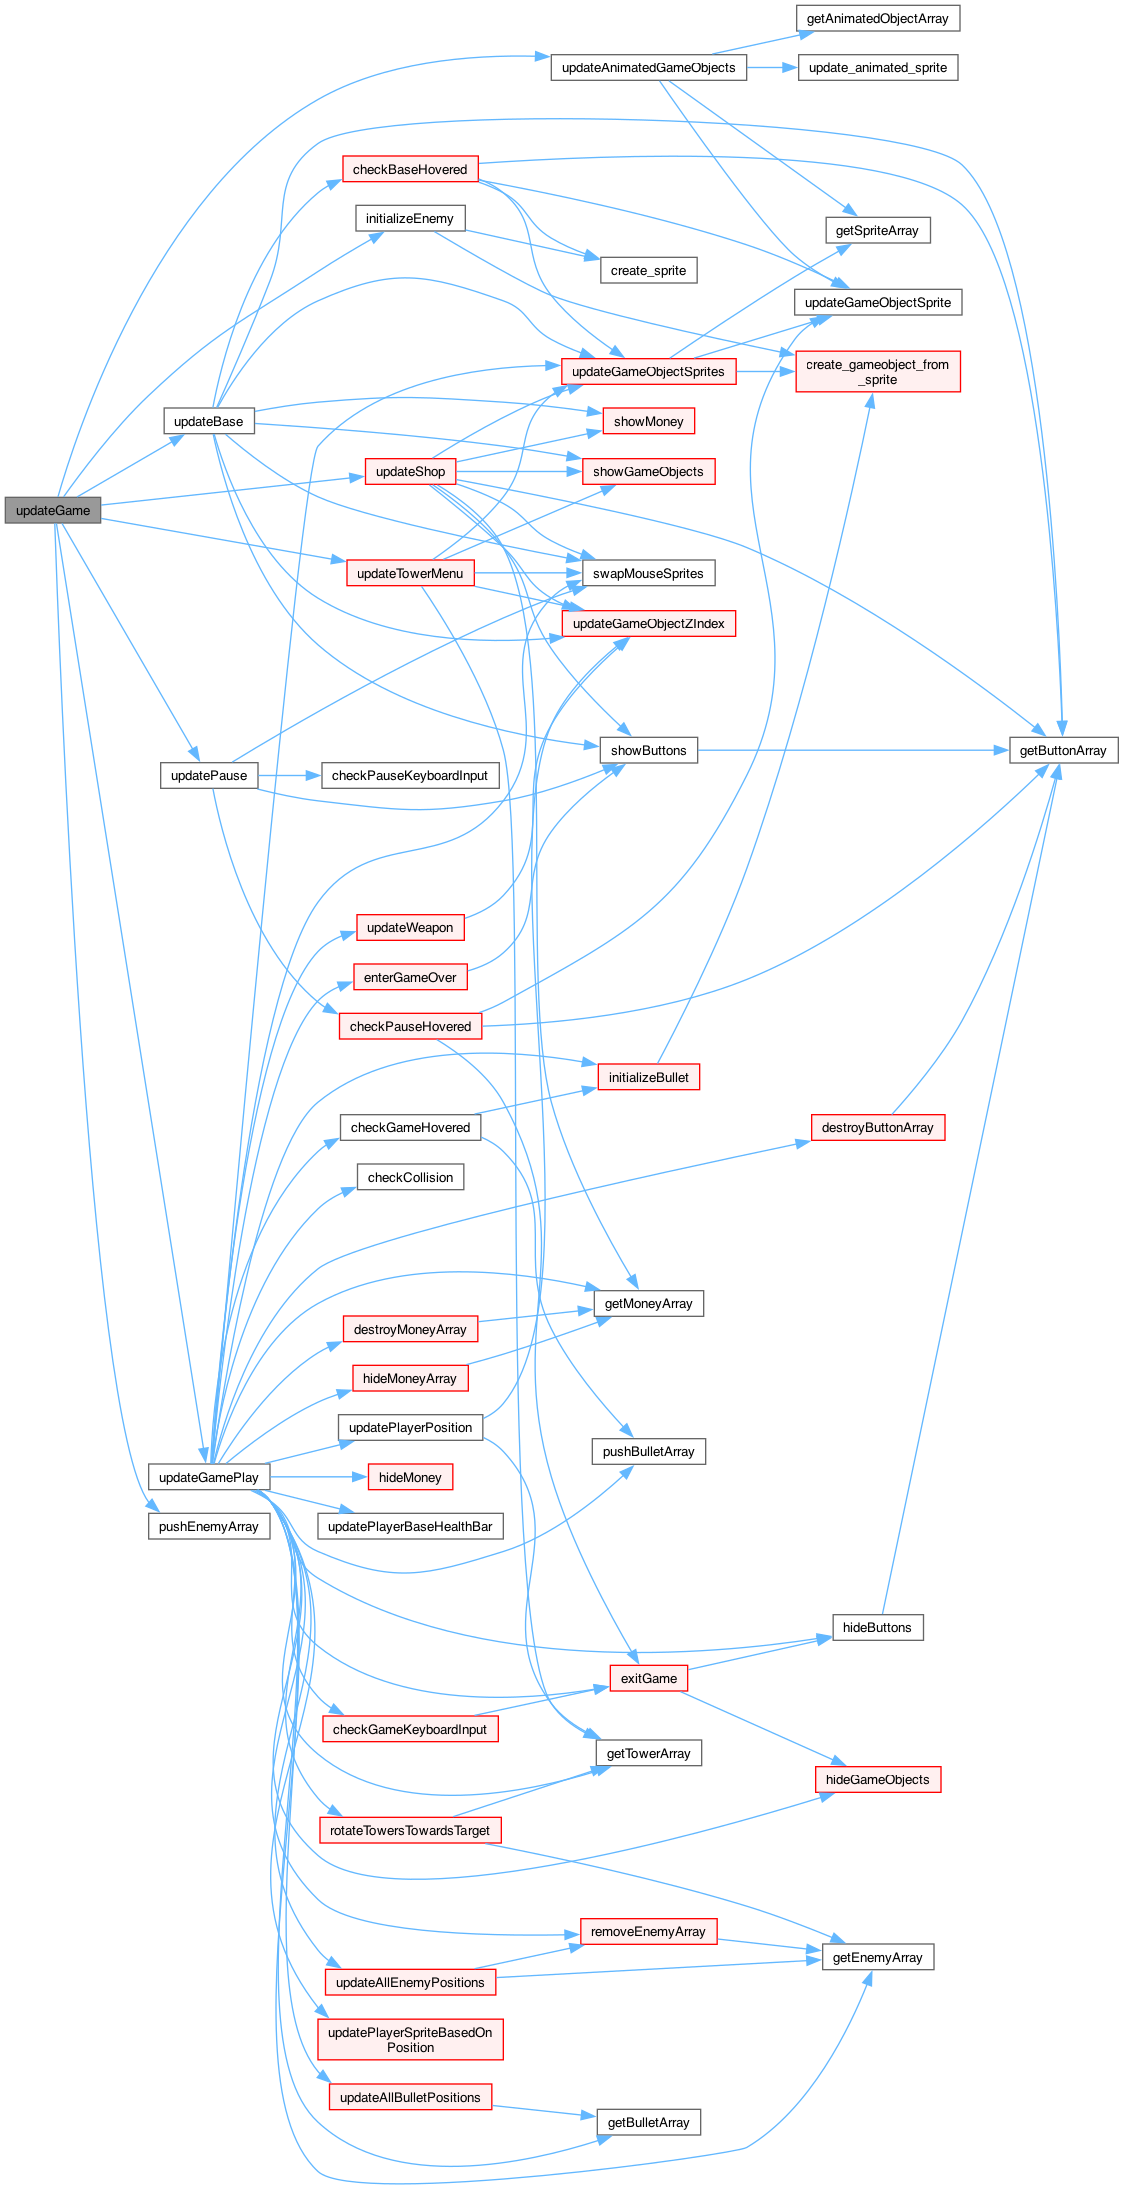 getAnimatedObjectArray
updateAnimatedGameObjects
update_animated_sprite
checkBaseHovered
initializeEnemy
getSpriteArray
create_sprite
updateGameObjectSprite
updateGameObjectSprites
create_gameobject_from
_sprite
updateBase
showMoney
updateShop
showGameObjects
updateGame
updateTowerMenu
swapMouseSprites
updateGameObjectZIndex
showButtons
getButtonArray
updatePause
checkPauseKeyboardInput
updateWeapon
enterGameOver
checkPauseHovered
initializeBullet
checkGameHovered
destroyButtonArray
checkCollision
getMoneyArray
destroyMoneyArray
hideMoneyArray
updatePlayerPosition
pushBulletArray
updateGamePlay
hideMoney
pushEnemyArray
updatePlayerBaseHealthBar
hideButtons
exitGame
checkGameKeyboardInput
getTowerArray
hideGameObjects
rotateTowersTowardsTarget
removeEnemyArray
getEnemyArray
updateAllEnemyPositions
updatePlayerSpriteBasedOn
Position
updateAllBulletPositions
getBulletArray